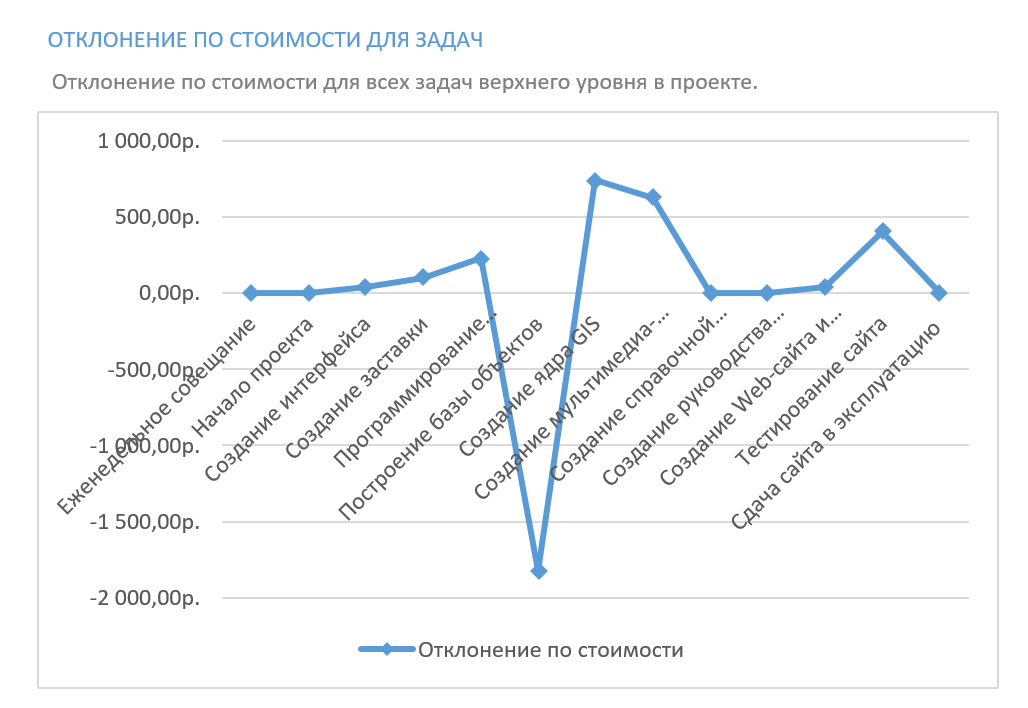 ОТКЛОНЕНИЕ ПО СТОИМОСТИ ДЛЯ ЗАДАЧ
Отклонение по стоимости для всех задач верхнего уровня в проекте.
1 000,00р.
500,00р.
0,00р.
-500,00р.
-1 000,00р.
-1 500,00р.
-2 000,00р.
Еженедельное совещание
Начало проекта
Создание интерфейса
Создание заставки
Программирование...
Построение базы объектов
Создание ядра GIS
Создание мультимедиа-...
Создание справочной...
Создание руководства...
Создание Web-сайта и...
Тестирование сайта
Сдача сайта в эксплуатацию
Отклонение по стоимости